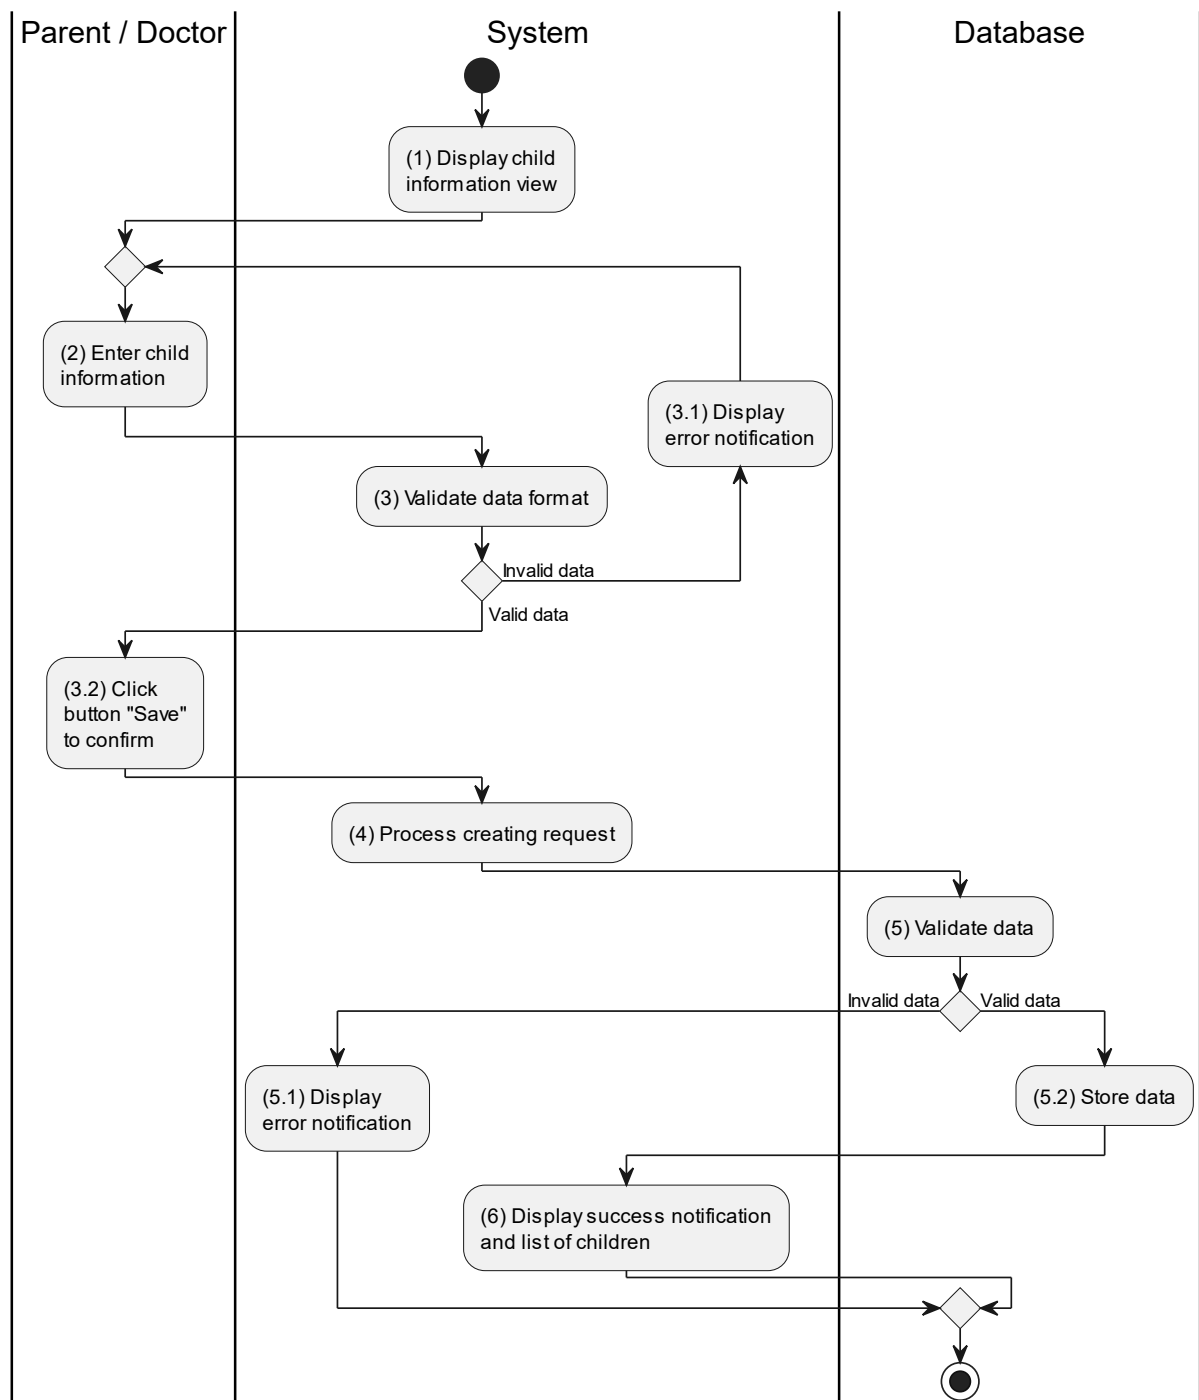 Parent / Doctor
System
Database
(1) Display child
information view
(2) Enter child
information
(3.1) Display
error notification
(3) Validate data format
Invalid data
Valid data
(3.2) Click
button "Save"
to confirm
(4) Process creating request
(5) Validate data
Invalid data
Valid data
(5.1) Display
error notification
(5.2) Store data
(6) Display success notification
and list of children